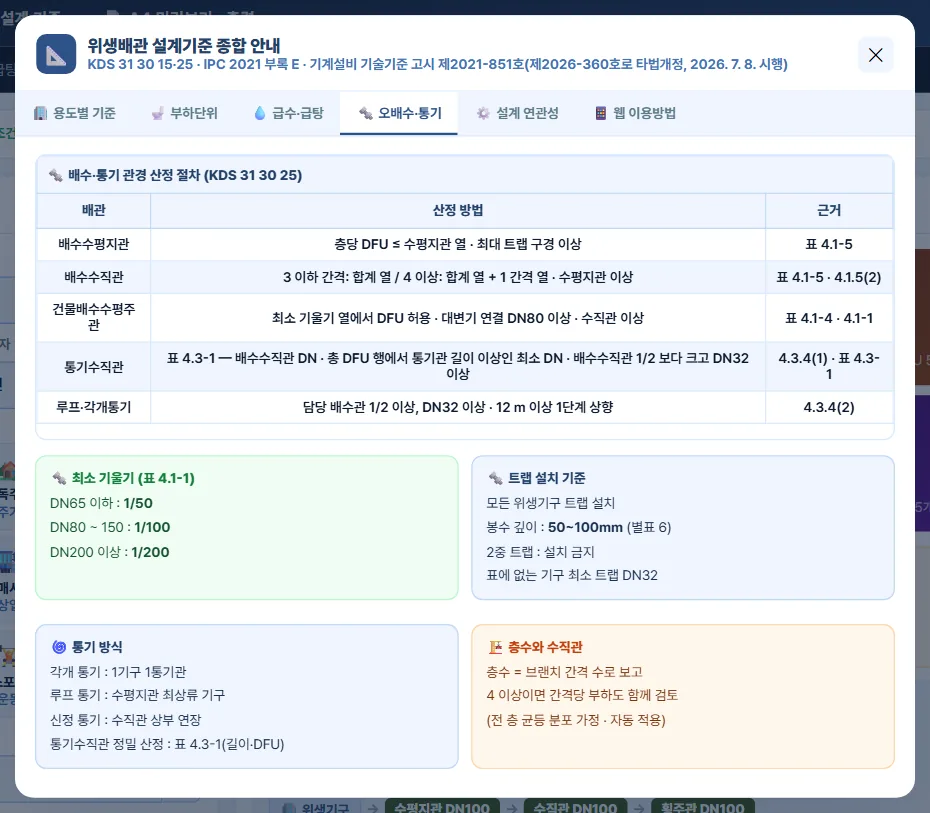 위생배관 설계기준 종합 안내
KDS 31 30 15·25 · IPC 2021 부록 E · 기계설비 기술기준 고시 제2021-851호(제2026-360호로 타법개정, 2026. 7. 8. 시행)
용도별 기준 부하단위 급수·급탕 오배수·통기 설계 연관성 웹 이용방법
배수·통기 관경 산정 절차 (KDS 31 30 25)
배관 산정 방법 근거
배수수평지관 층당 DFU ≤ 수평지관 열 · 최대 트랩 구경 이상 표 4.1-5
배수수직관 3 이하 간격: 합계 열 / 4 이상: 합계 열 + 1 간격 열 · 수평지관 이상 표 4.1-5 · 4.1.5(2)
건물배수수평주
관 최소 기울기 열에서 DFU 허용 · 대변기 연결 DN80 이상 · 수직관 이상 표 4.1-4 · 4.1-1
통기수직관 표 4.3-1 — 배수수직관 DN · 총 DFU 행에서 통기관 길이 이상인 최소 DN · 배수수직관 1/2 보다 크고 DN32
이상 4.3.4(1) · 표 4.3-
1
루프·각개통기 담당 배수관 1/2 이상, DN32 이상 · 12 m 이상 1단계 상향 4.3.4(2)
최소 기울기 (표 4.1-1)
DN65 이하 : 1/50
DN80 ~ 150 : 1/100
DN200 이상 : 1/200
트랩 설치 기준
모든 위생기구 트랩 설치
봉수 깊이 : 50~100mm (별표 6)
2중 트랩 : 설치 금지
표에 없는 기구 최소 트랩 DN32
통기 방식
각개 통기 : 1기구 1통기관
루프 통기 : 수평지관 최상류 기구
신정 통기 : 수직관 상부 연장
통기수직관 정밀 산정 : 표 4.3-1(길이·DFU)
층수와 수직관
층수 = 브랜치 간격 수로 보고
4 이상이면 간격당 부하도 함께 검토
(전 층 균등 분포 가정 · 자동 적용)
위생기구 → 수평지관 DN100 → 수직관 DN100 → 횡주관 DN100